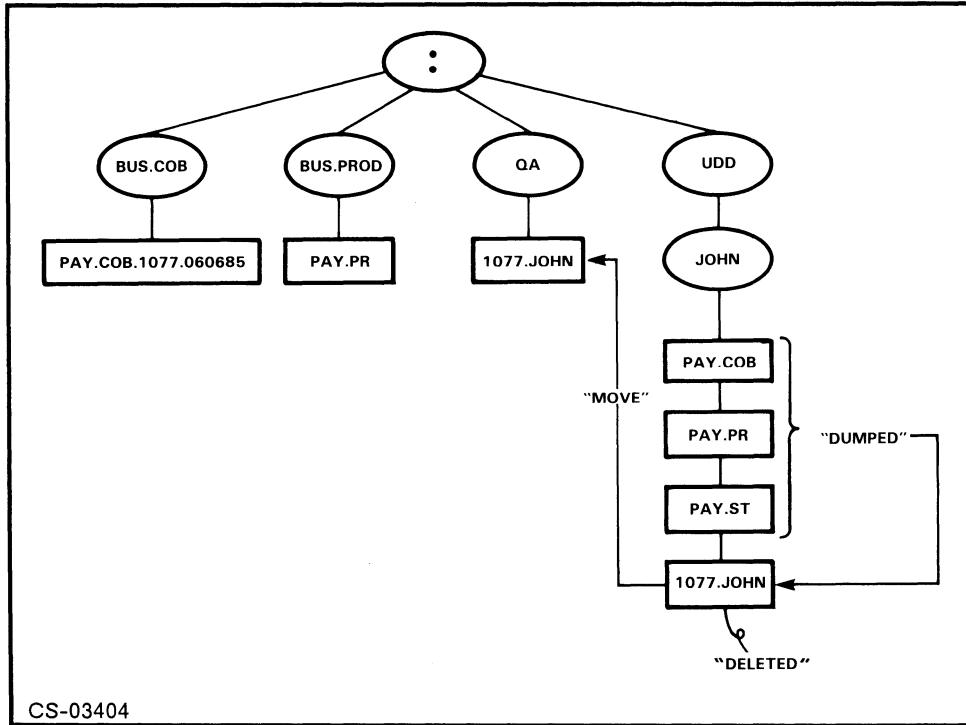 :
BUS.COB
BUS.PROD
QA
UDD
PAY.COB.1077.060685
PAY.PR
1077.JOHN
JOHN
PAY.COB
"MOVE"
PAY.PR
"DUMPED"
PAY.ST
1077.JOHN
"DELETED"
CS-03404